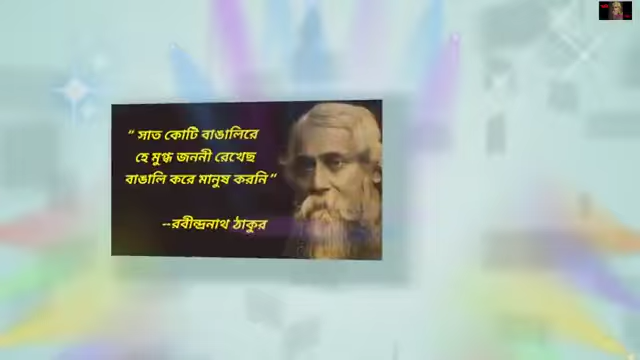 “ সাত কোটি বাঙালিরে
হে মুগ্ধ জননী রেখেছ
বাঙালি করে মানুষ করনি ”
--রবীন্দ্রনাথ ঠাকুর